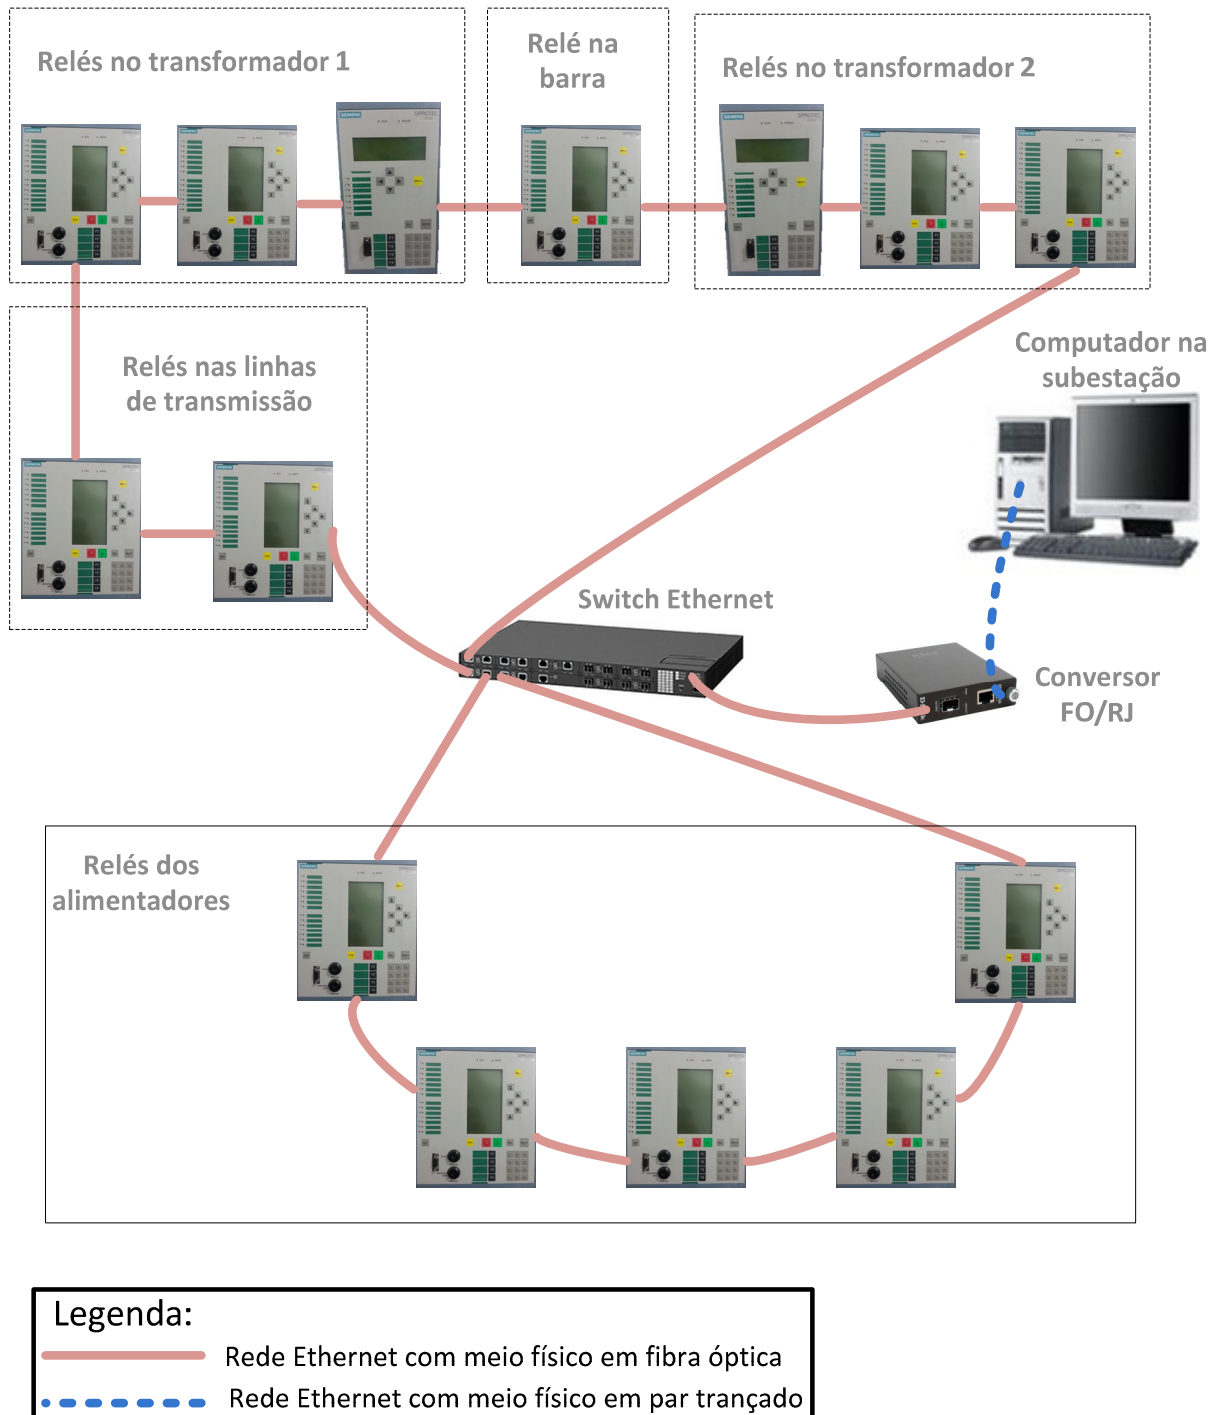 Relés no transformador 1
Relé na
barra
Relés no transformador 2
SIEMENS
SIPROTEC
Relés nas linhas
de transmissão
Computador na
subestação
Switch Ethernet
Conversor
FO/RJ
Relés dos
alimentadores
Legenda:
Rede Ethernet com meio físico em fibra óptica
Rede Ethernet com meio físico em par trançado